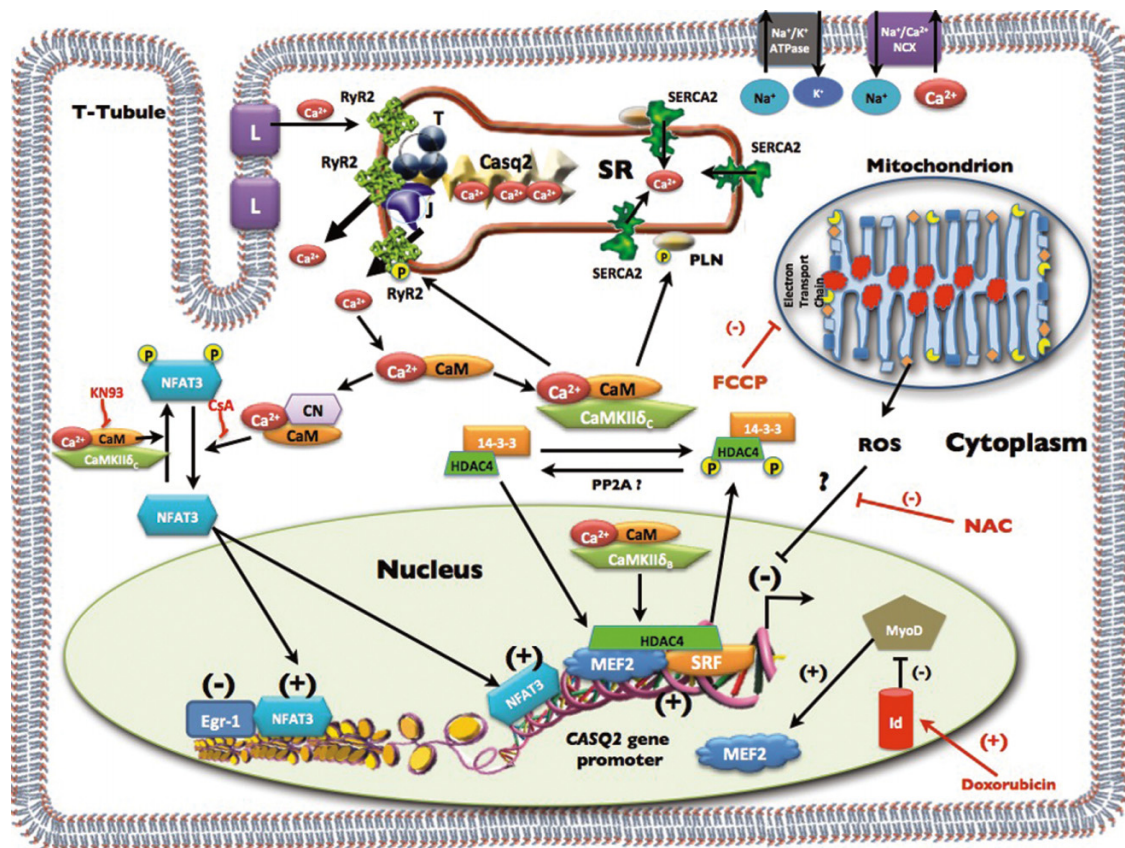 Na⁺/K⁺
ATPase
Na⁺/Ca²⁺
NCX
Na⁺
K⁺
Na⁺
Ca²⁺
T-Tubule
L
L
Ca²⁺
RyR2
RyR2
T
J
Casq2
Ca²⁺ Ca²⁺ Ca²⁺
SR
SERCA2
SERCA2
SERCA2
Ca²⁺
Ca²⁺
P
RyR2
P
PLN
Mitochondrion
Electron
Transport
Chain
Ca²⁺
(-)
FCCP
P P
NFAT3
KN93
CsA
Ca²⁺ CaM
CaMKIIδC
Ca²⁺ CN
CaM
Ca²⁺ CaM
Ca²⁺ CaM
CaMKIIδC
14-3-3
HDAC4
14-3-3
HDAC4
P P
PP2A ?
ROS
Cytoplasm
?
(-)
NAC
NFAT3
Nucleus
Ca²⁺ CaM
CaMKIIδB
(-)
HDAC4
MEF2 SRF
(+)
NFAT3
(+)
MyoD
(+)
(-)
Id
(+)
Doxorubicin
(-) (+)
Egr-1 NFAT3
CASQ2 gene
promoter
MEF2